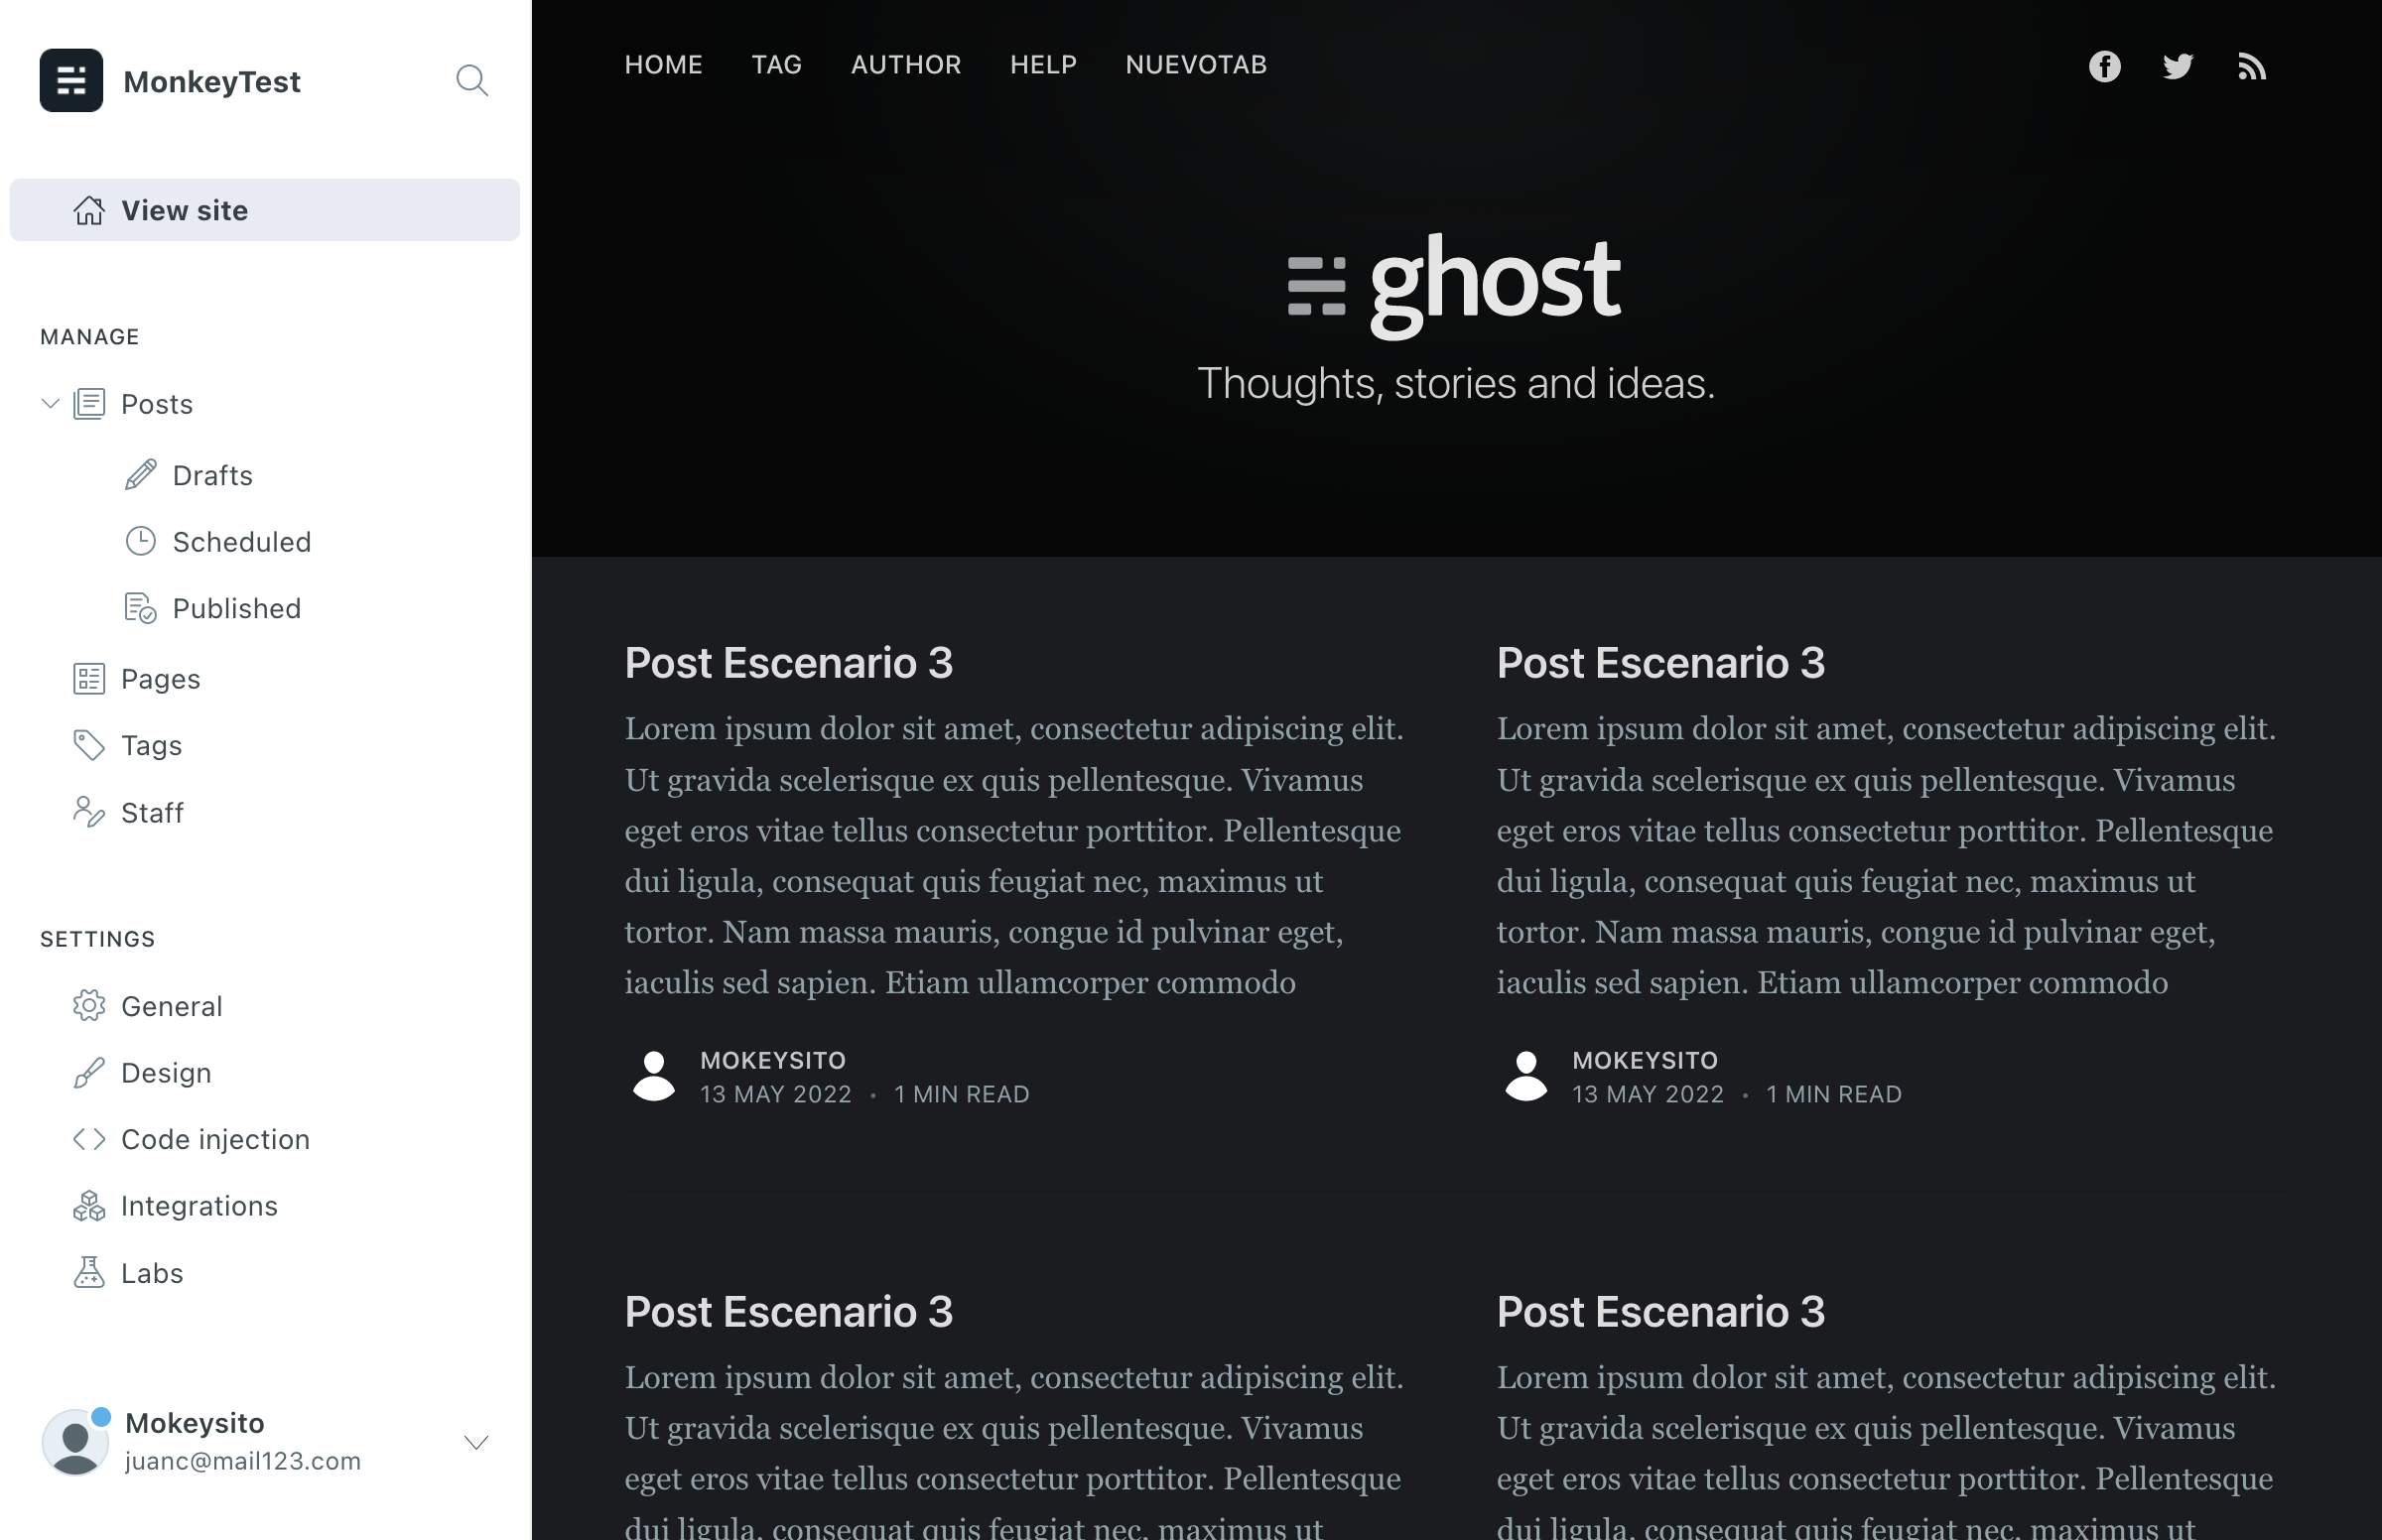 MonkeyTest
View site
MANAGE
Posts
Drafts
Scheduled
Published
Pages
Tags
Staff
SETTINGS
General
Design
Code injection
Integrations
Labs
Mokeysito
juanc@mail123.com
HOME TAG AUTHOR HELP NUEVOTAB
ghost
Thoughts, stories and ideas.
Post Escenario 3
Lorem ipsum dolor sit amet, consectetur adipiscing elit.
Ut gravida scelerisque ex quis pellentesque. Vivamus
eget eros vitae tellus consectetur porttitor. Pellentesque
dui ligula, consequat quis feugiat nec, maximus ut
tortor. Nam massa mauris, congue id pulvinar eget,
iaculis sed sapien. Etiam ullamcorper commodo
MOKEYSITO
13 MAY 2022 • 1 MIN READ
Post Escenario 3
Lorem ipsum dolor sit amet, consectetur adipiscing elit.
Ut gravida scelerisque ex quis pellentesque. Vivamus
eget eros vitae tellus consectetur porttitor. Pellentesque
dui ligula, consequat quis feugiat nec, maximus ut
tortor. Nam massa mauris, congue id pulvinar eget,
iaculis sed sapien. Etiam ullamcorper commodo
MOKEYSITO
13 MAY 2022 • 1 MIN READ
Post Escenario 3
Lorem ipsum dolor sit amet, consectetur adipiscing elit.
Ut gravida scelerisque ex quis pellentesque. Vivamus
eget eros vitae tellus consectetur porttitor. Pellentesque
dui ligula, consequat quis feugiat nec, maximus ut
Post Escenario 3
Lorem ipsum dolor sit amet, consectetur adipiscing elit.
Ut gravida scelerisque ex quis pellentesque. Vivamus
eget eros vitae tellus consectetur porttitor. Pellentesque
dui ligula, consequat quis feugiat nec, maximus ut